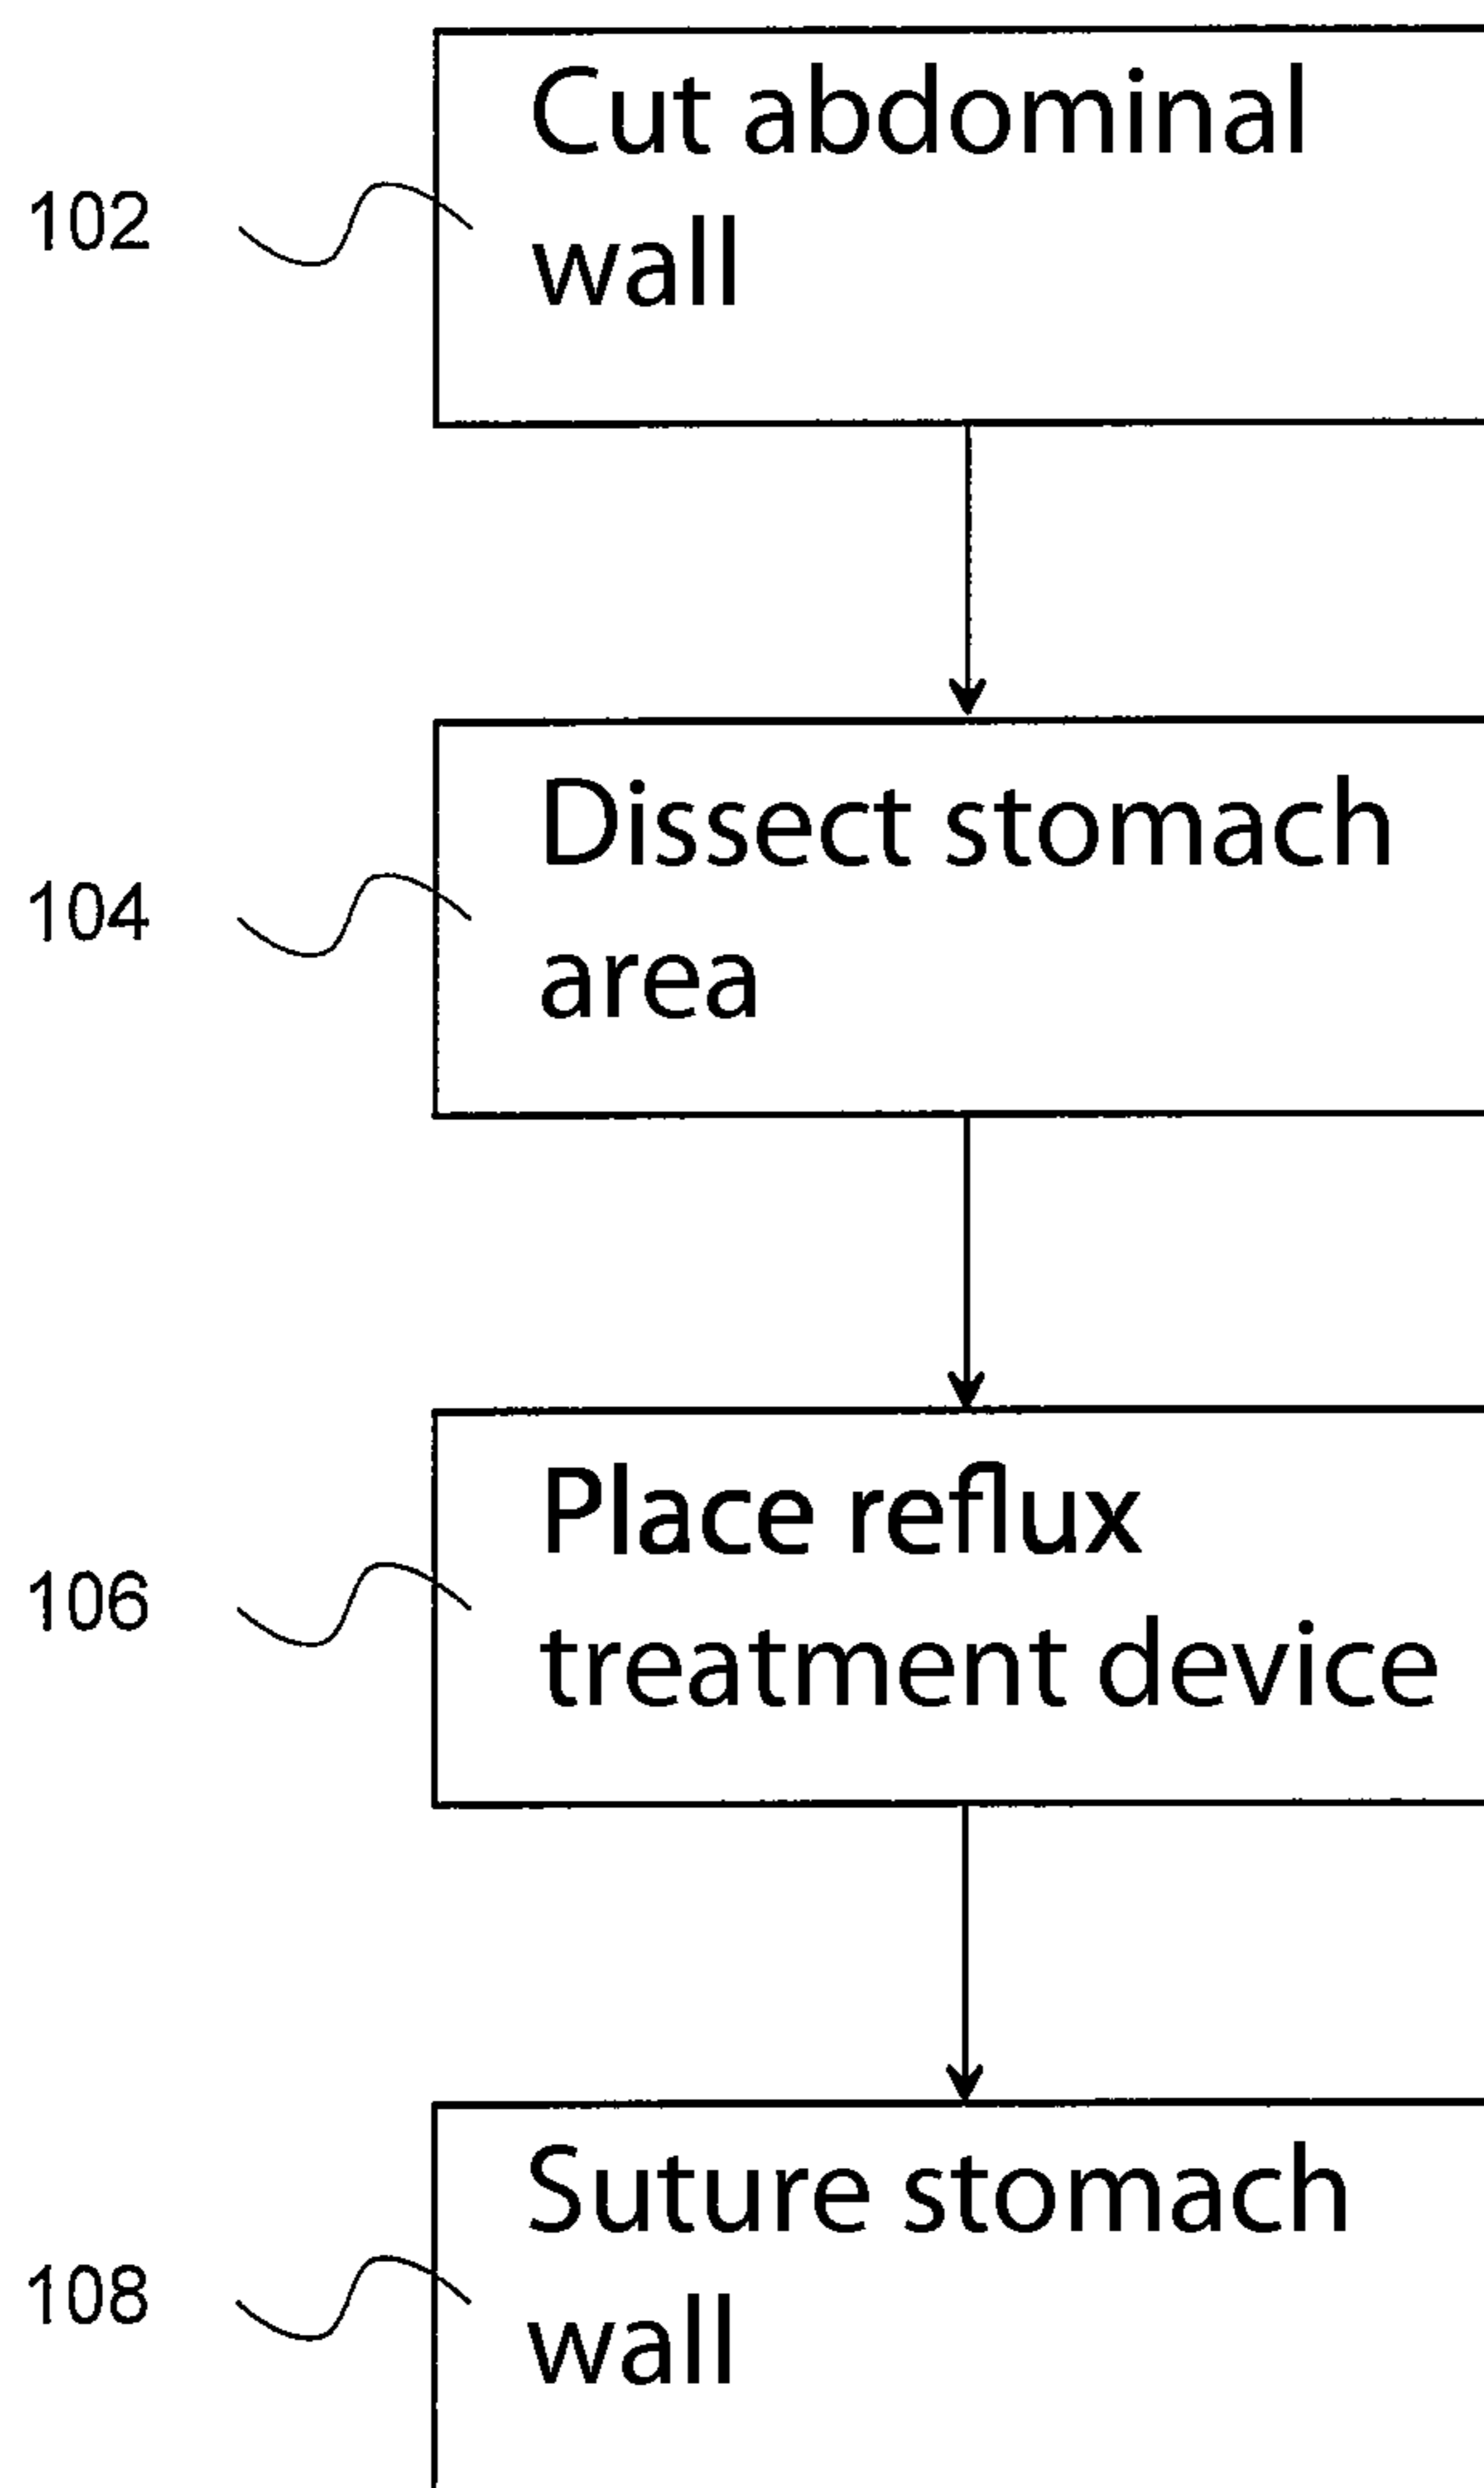 Cut abdominal
102
wall
Dissect stomach
104
area
Place reflux
106
treatment device
Suture stomach
108
wall